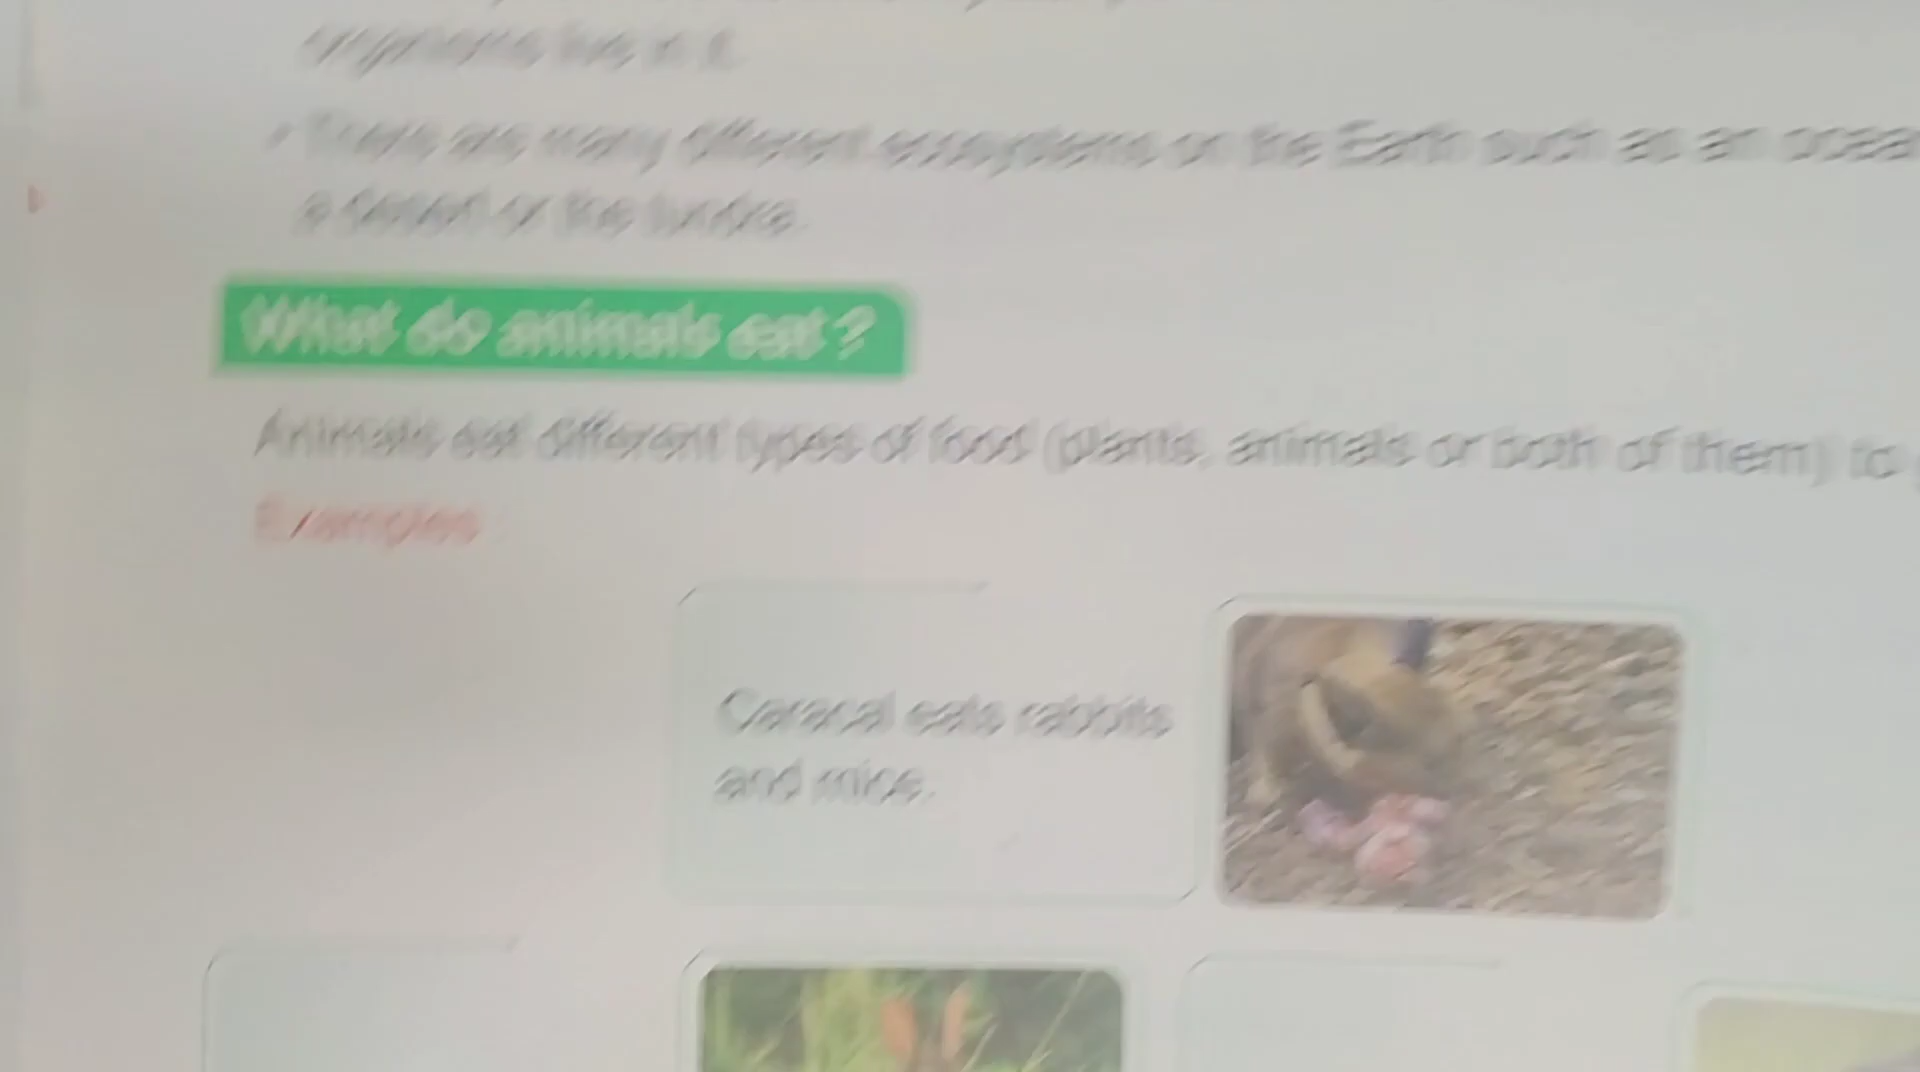 organisms live in it.
• There are many different ecosystems on the Earth such as an ocean
a desert or the tundra.
What do animals eat ?
Animals eat different types of food (plants, animals or both of them) to
Examples
Caracal eats rabbits
and mice.